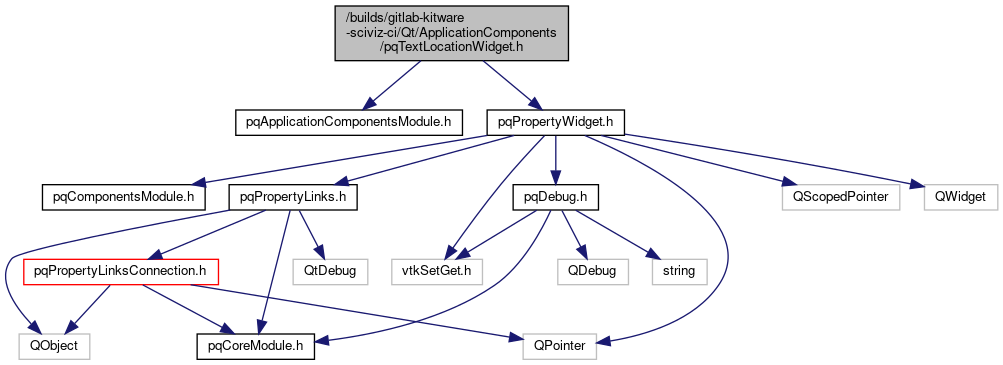 /builds/gitlab-kitware
-sciviz-ci/Qt/ApplicationComponents
/pqTextLocationWidget.h
pqApplicationComponentsModule.h
pqPropertyWidget.h
pqComponentsModule.h
pqPropertyLinks.h
pqDebug.h
QScopedPointer
QWidget
pqPropertyLinksConnection.h
QtDebug
vtkSetGet.h
QDebug
string
QObject
pqCoreModule.h
QPointer